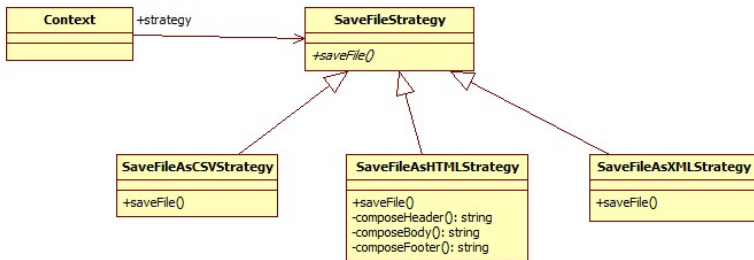 Context
+strategy
SaveFileStrategy
+saveFile()
SaveFileAsCSVStrategy
+saveFile()
SaveFileAsHTMLStrategy
+saveFile()
-composeHeader(): string
-composeBody(): string
-composeFooter(): string
SaveFileAsXMLStrategy
+saveFile()